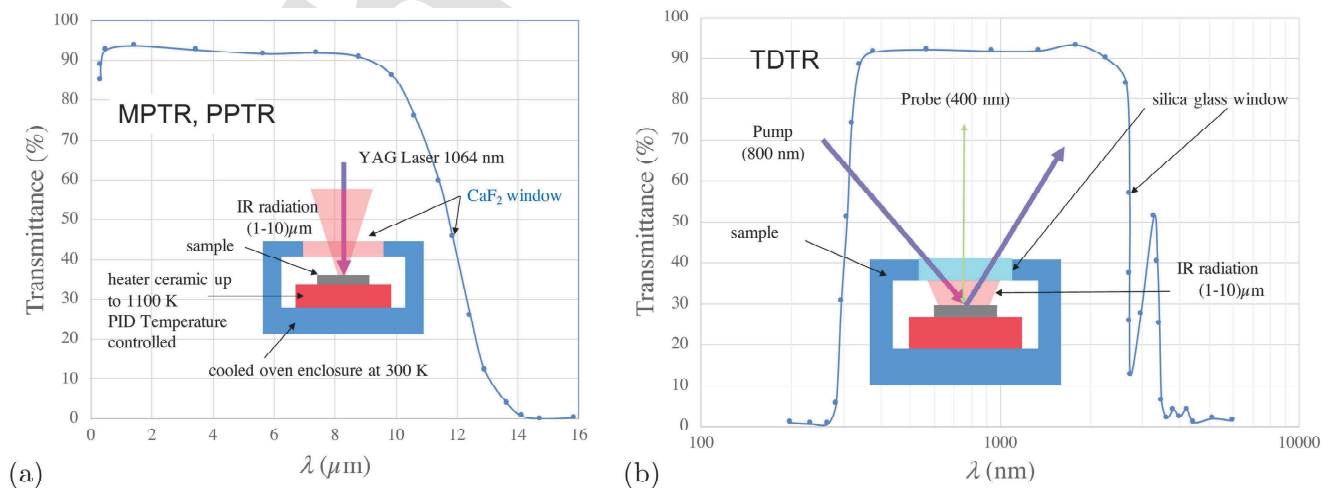 100
90
80
70
60
50
40
30
20
10
0
0 2 4 6 8 10 12 14 16
Transmittance (%)
λ (µm)
MPTR, PPTR
YAG Laser 1064 nm
CaF₂ window
IR radiation
(1-10)µm
sample
heater ceramic up
to 1100 K
PID Temperature
controlled
cooled oven enclosure at 300 K
(a)
100
90
80
70
60
50
40
30
20
10
0
100 1000 10000
Transmittance (%)
λ (nm)
TDTR
Probe (400 nm)
silica glass window
Pump
(800 nm)
sample
IR radiation
(1-10)µm
(b)